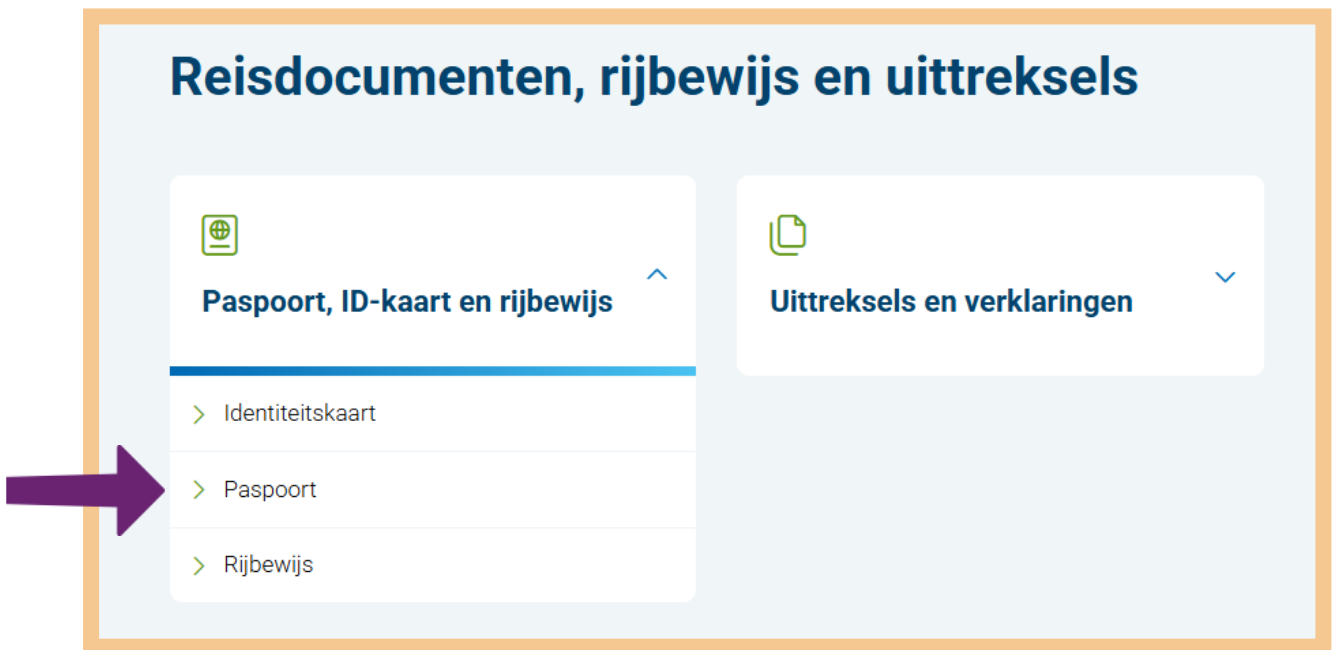 Reisdocumenten, rijbewijs en uittreksels
Paspoort, ID-kaart en rijbewijs
Identiteitskaart
Paspoort
Rijbewijs
Uittreksels en verklaringen